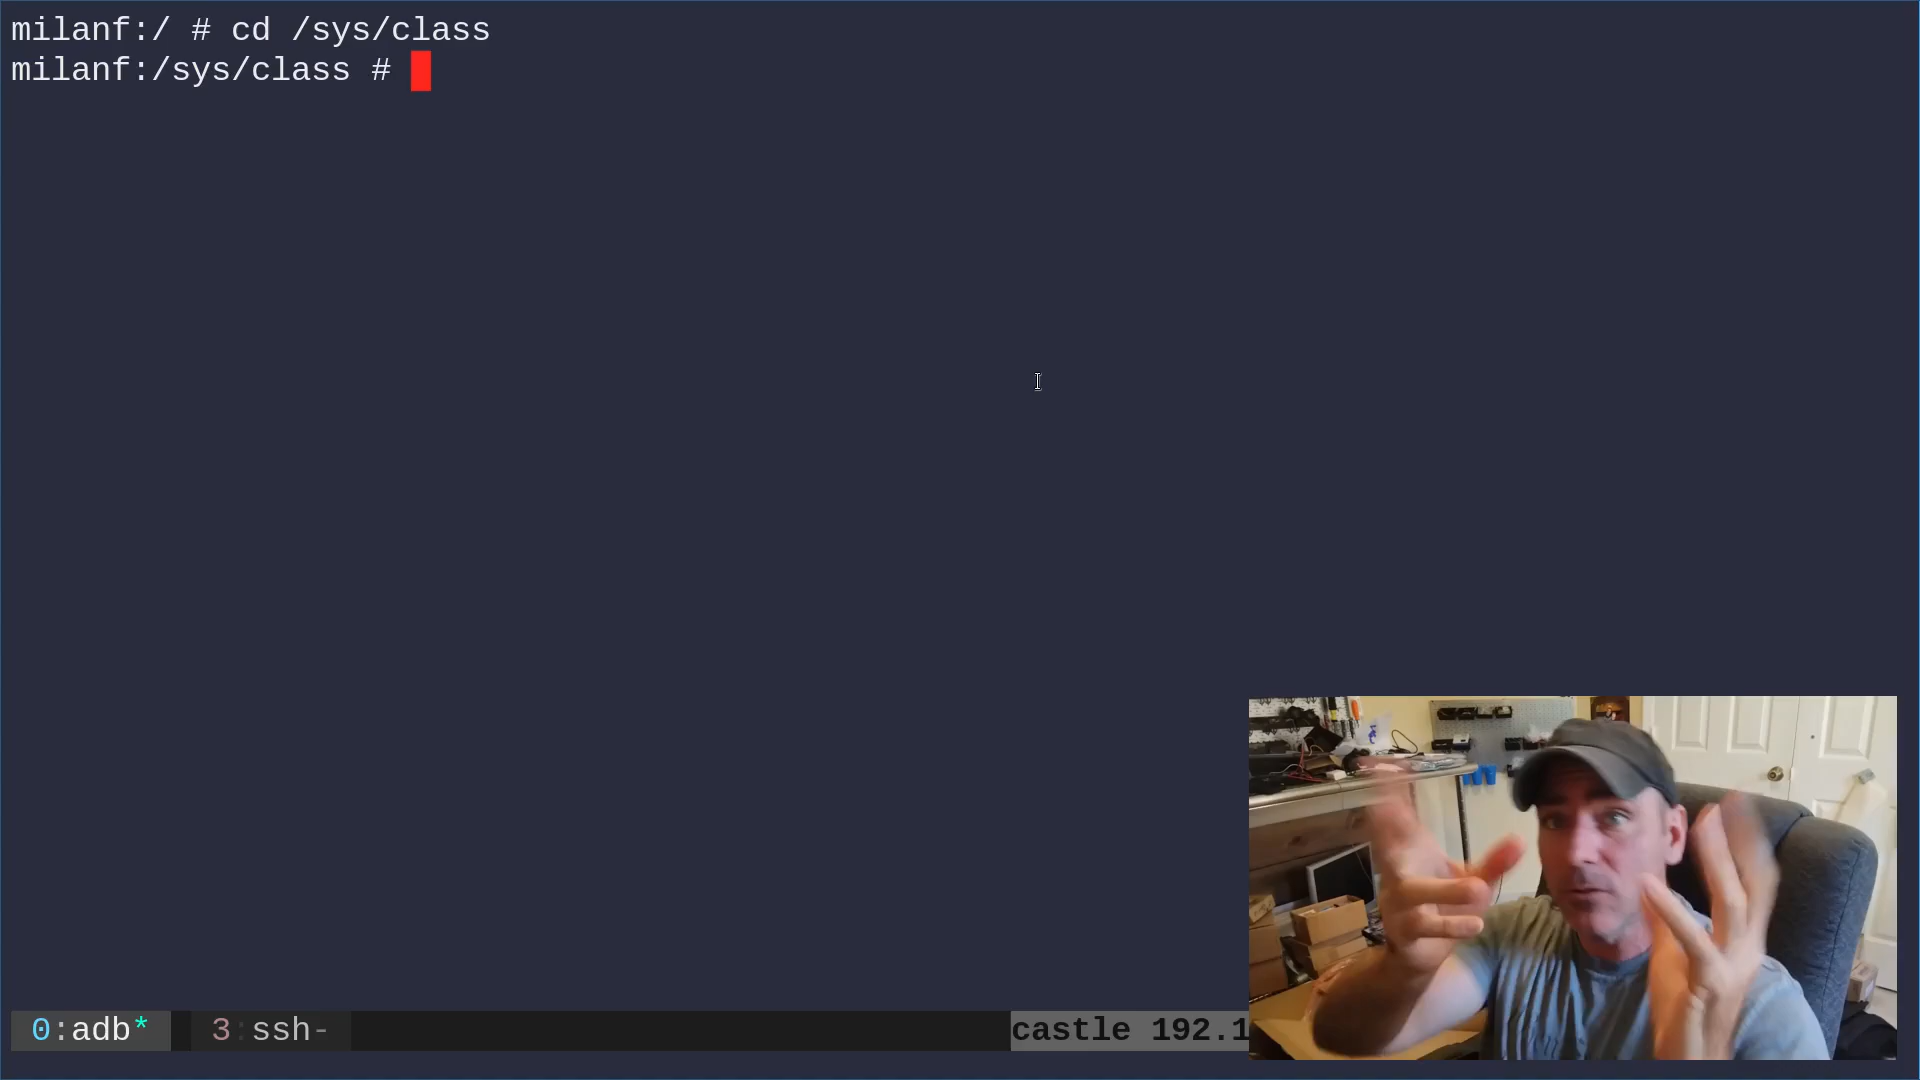 milanf:/ # cd /sys/class
milanf:/sys/class #
0:adb* 3:ssh- castle 192.1